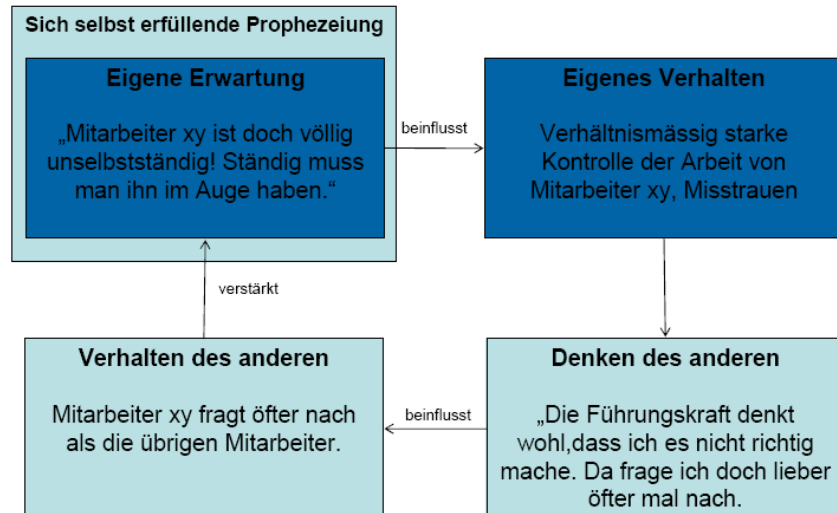 Sich selbst erfüllende Prophezeiung
Eigene Erwartung
„Mitarbeiter xy ist doch völlig
unselbstständig! Ständig muss
man ihn im Auge haben.“
beinflusst
Eigenes Verhalten
Verhältnismässig starke
Kontrolle der Arbeit von
Mitarbeiter xy, Misstrauen
verstärkt
Verhalten des anderen
Mitarbeiter xy fragt öfter nach
als die übrigen Mitarbeiter.
beinflusst
Denken des anderen
„Die Führungskraft denkt
wohl,dass ich es nicht richtig
mache. Da frage ich doch lieber
öfter mal nach.